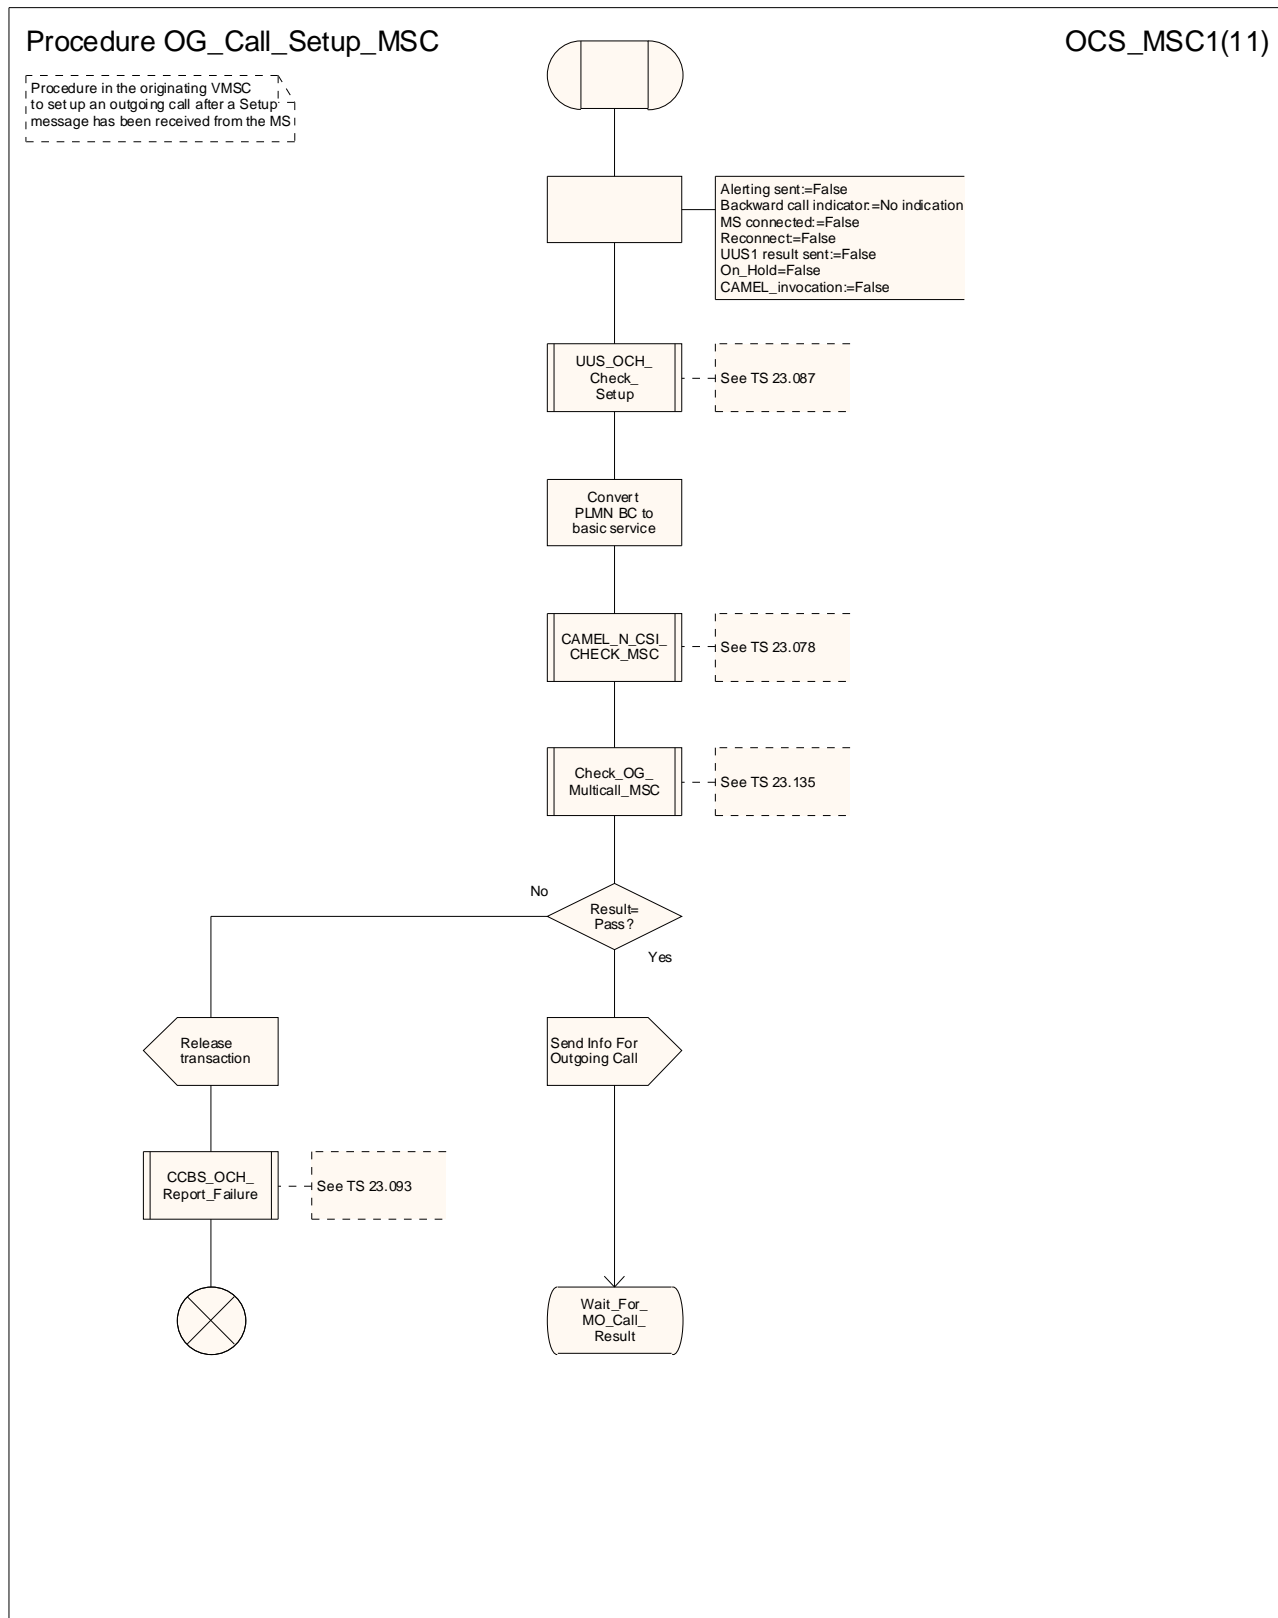 Procedure OG_Call_Setup_MSC
OCS_MSC1(11)
Procedure in the originating VMSC
to set up an outgoing call after a Setup
message has been received from the MS
Alerting sent:=False
Backward call indicator:=No indication
MS connected:=False
Reconnect:=False
UUS1 result sent:=False
On_Hold=False
CAMEL_invocation:=False
UUS_OCH_
Check_
Setup
See TS 23.087
Convert
PLMN BC to
basic service
CAMEL_N_CSI_
CHECK_MSC
See TS 23.078
Check_OG_
Multicall_MSC
See TS 23.135
No
Result=
Pass?
Yes
Release
transaction
Send Info For
Outgoing Call
CCBS_OCH_
Report_Failure
See TS 23.093
Wait_For_
MO_Call_
Result